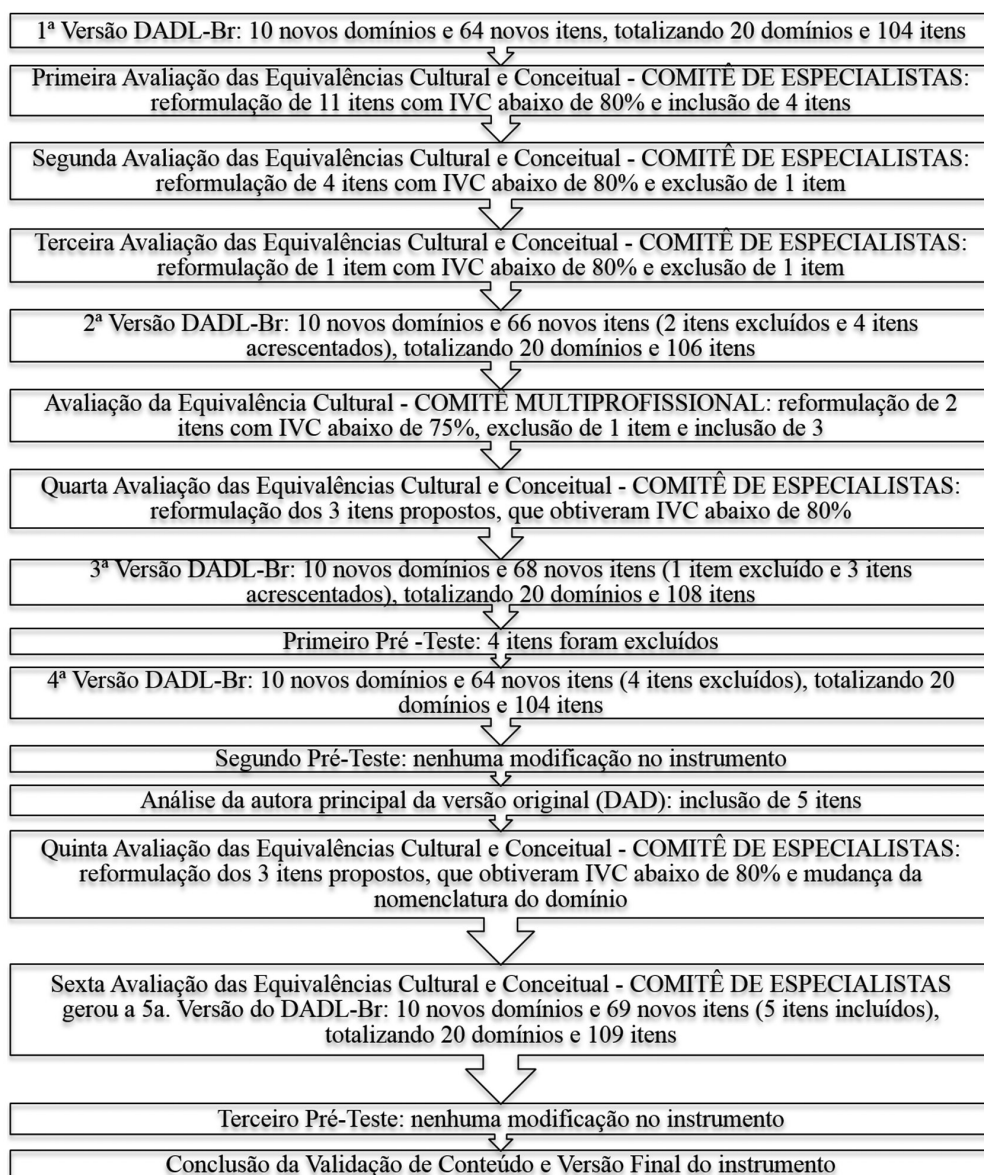 1ª Versão DADL-Br: 10 novos domínios e 64 novos itens, totalizando 20 domínios e 104 itens
Primeira Avaliação das Equivalências Cultural e Conceitual - COMITÊ DE ESPECIALISTAS:
reformulação de 11 itens com IVC abaixo de 80% e inclusão de 4 itens
Segunda Avaliação das Equivalências Cultural e Conceitual - COMITÊ DE ESPECIALISTAS:
reformulação de 4 itens com IVC abaixo de 80% e exclusão de 1 item
Terceira Avaliação das Equivalências Cultural e Conceitual - COMITÊ DE ESPECIALISTAS:
reformulação de 1 item com IVC abaixo de 80% e exclusão de 1 item
2ª Versão DADL-Br: 10 novos domínios e 66 novos itens (2 itens excluídos e 4 itens
acrescentados), totalizando 20 domínios e 106 itens
Avaliação da Equivalência Cultural - COMITÊ MULTIPROFISSIONAL: reformulação de 2
itens com IVC abaixo de 75%, exclusão de 1 item e inclusão de 3
Quarta Avaliação das Equivalências Cultural e Conceitual - COMITÊ DE ESPECIALISTAS:
reformulação dos 3 itens propostos, que obtiveram IVC abaixo de 80%
3ª Versão DADL-Br: 10 novos domínios e 68 novos itens (1 item excluído e 3 itens
acrescentados), totalizando 20 domínios e 108 itens
Primeiro Pré -Teste: 4 itens foram excluídos
4ª Versão DADL-Br: 10 novos domínios e 64 novos itens (4 itens excluídos), totalizando 20
domínios e 104 itens
Segundo Pré-Teste: nenhuma modificação no instrumento
Análise da autora principal da versão original (DAD): inclusão de 5 itens
Quinta Avaliação das Equivalências Cultural e Conceitual - COMITÊ DE ESPECIALISTAS:
reformulação dos 3 itens propostos, que obtiveram IVC abaixo de 80% e mudança da
nomenclatura do domínio
Sexta Avaliação das Equivalências Cultural e Conceitual - COMITÊ DE ESPECIALISTAS
gerou a 5a. Versão do DADL-Br: 10 novos domínios e 69 novos itens (5 itens incluídos),
totalizando 20 domínios e 109 itens
Terceiro Pré-Teste: nenhuma modificação no instrumento
Conclusão da Validação de Conteúdo e Versão Final do instrumento